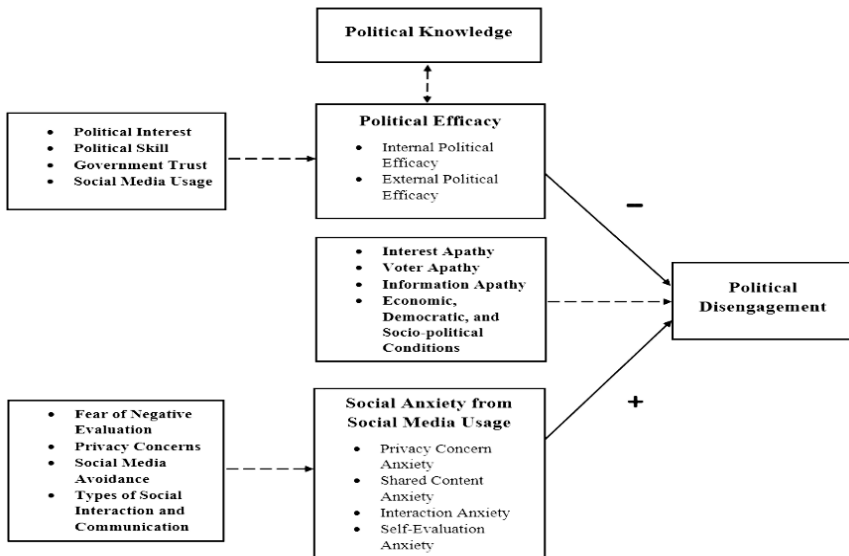 Political Knowledge
• Political Interest
• Political Skill
• Government Trust
• Social Media Usage
Political Efficacy
• Internal Political
Efficacy
• External Political
Efficacy
−
• Interest Apathy
• Voter Apathy
• Information Apathy
• Economic,
Democratic, and
Socio-political
Conditions
Political
Disengagement
• Fear of Negative
Evaluation
• Privacy Concerns
• Social Media
Avoidance
• Types of Social
Interaction and
Communication
Social Anxiety from
Social Media Usage
• Privacy Concern
Anxiety
• Shared Content
Anxiety
• Interaction Anxiety
• Self-Evaluation
Anxiety
+